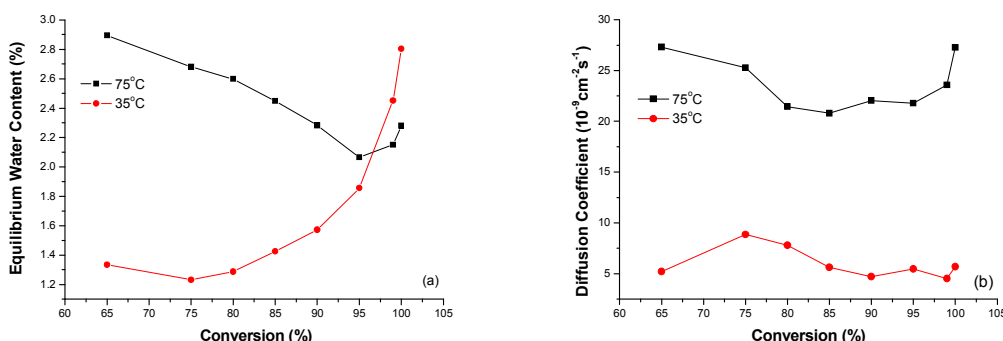 Equilibrium Water Content (%)
3.0
2.8
2.6
2.4
2.2
2.0
1.8
1.6
1.4
1.2
75°C
35°C
(a)
60 65 70 75 80 85 90 95 100 105
Conversion (%)
Diffusion Coefficient (10⁻⁹cm⁻²s⁻¹)
30
25
20
15
10
5
75°C
35°C
(b)
60 65 70 75 80 85 90 95 100 105
Conversion (%)